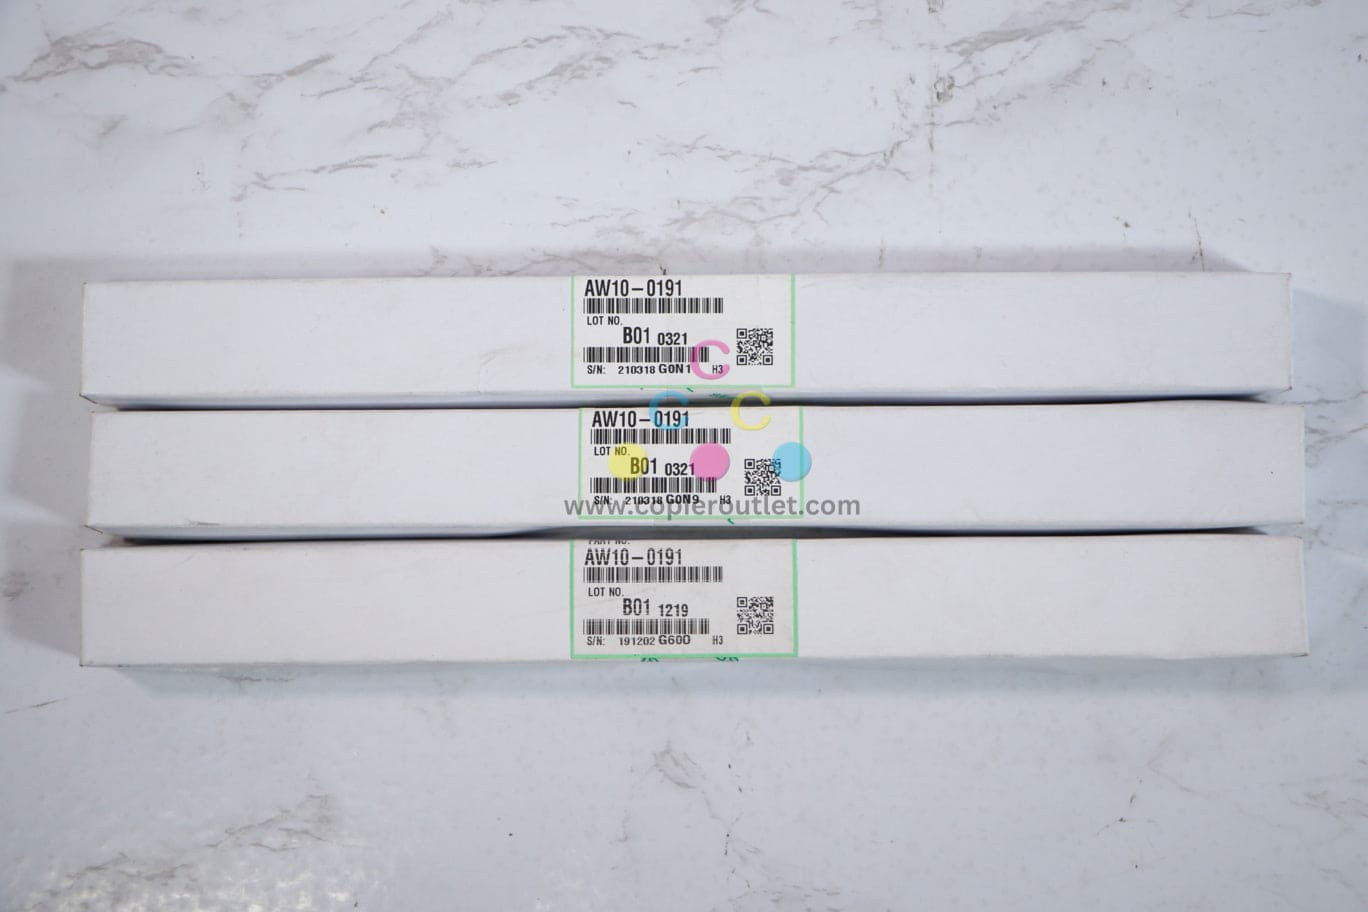 AW10-0191
LOT NO.
B01 0321
S/N: 210318 G0N1 H3
C
C C
AW10-0191
LOT NO.
B01 0321
S/N: 210318 G0N9 H3
www.copieroutlet.com
PART NO.
AW10-0191
LOT NO.
B01 1219
S/N: 191202 G60D H3